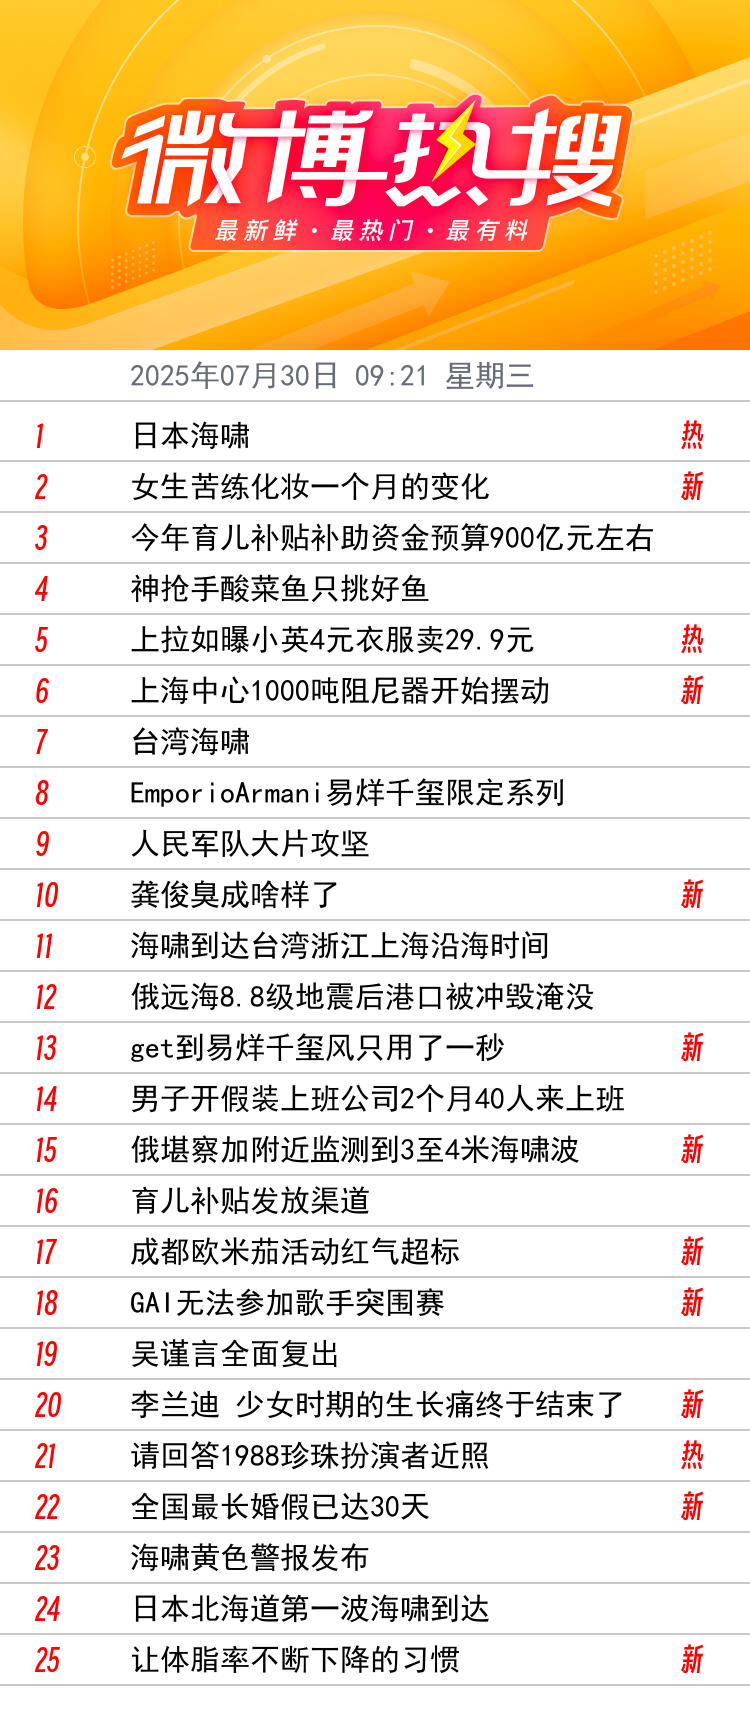 微博热搜
最新鲜·最热门·最有料
2025年07月30日 09:21 星期三
1 日本海啸 热
2 女生苦练化妆一个月的变化 新
3 今年育儿补贴补助资金预算900亿元左右
4 神抢手酸菜鱼只挑好鱼
5 上拉如曝小英4元衣服卖29.9元 热
6 上海中心1000吨阻尼器开始摆动 新
7 台湾海啸
8 EmporioArmani易烊千玺限定系列
9 人民军队大片攻坚
10 龚俊臭成啥样了 新
11 海啸到达台湾浙江上海沿海时间
12 俄远海8.8级地震后港口被冲毁淹没
13 get到易烊千玺风只用了一秒 新
14 男子开假装上班公司2个月40人来上班
15 俄堪察加附近监测到3至4米海啸波 新
16 育儿补贴发放渠道
17 成都欧米茄活动红气超标 新
18 GAI无法参加歌手突围赛 新
19 吴谨言全面复出
20 李兰迪 少女时期的生长痛终于结束了 新
21 请回答1988珍珠扮演者近照 热
22 全国最长婚假已达30天 新
23 海啸黄色警报发布
24 日本北海道第一波海啸到达
25 让体脂率不断下降的习惯 新